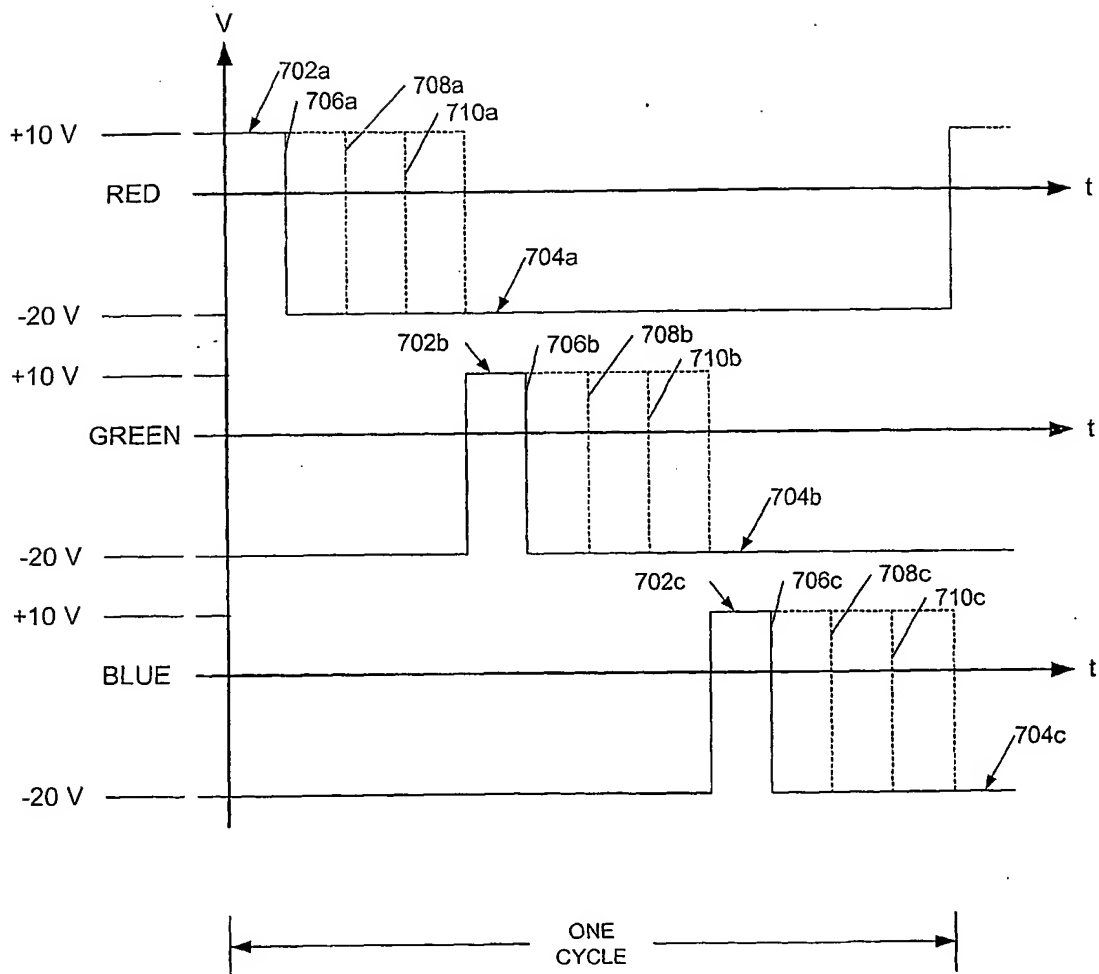 V
702a
706a
708a
710a
+10 V
RED
t
704a
-20 V
702b
706b
708b
710b
+10 V
GREEN
t
704b
-20 V
702c
706c
708c
710c
+10 V
BLUE
t
704c
-20 V
ONE
CYCLE